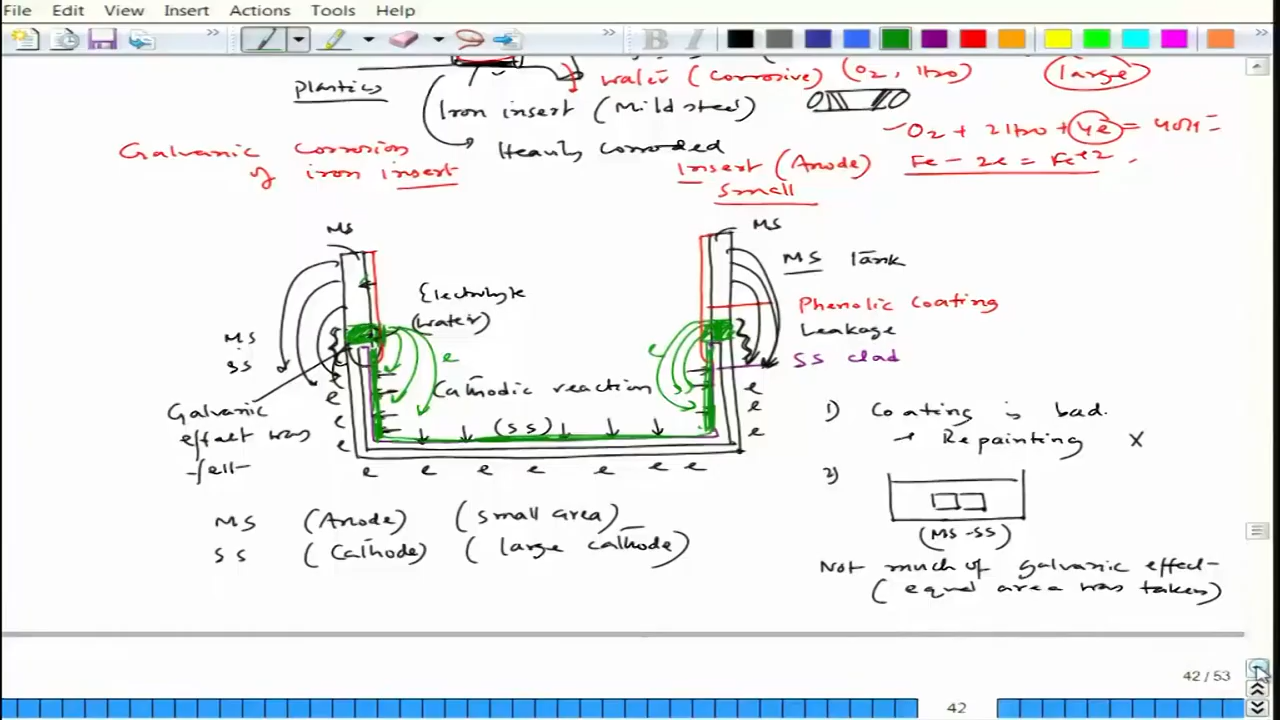 File Edit View Insert Actions Tools Help
plastics
water (corrosive) (O2, H2O)
large
Iron insert (Mild steel)
O2 + 2H2O + 4e = 4OH-
Heavily corroded
Galvanic corrosion
of iron insert
Insert (Anode)
small
Fe - 2e = Fe+2
MS
MS
MS tank
Electrolyte
(water)
Phenolic coating
Leakage
MS
SS
SS clad
e
e
Cathodic reaction
e
e
e
e
e
e
e
e
(SS)
Galvanic
effect was
felt
e e e e e e e
1) Coating is bad.
→ Repainting X
2)
(MS-SS)
MS (Anode) (small area)
SS (Cathode) (large cathode)
Not much of galvanic effect
(equal area was taken)
42 / 53
42